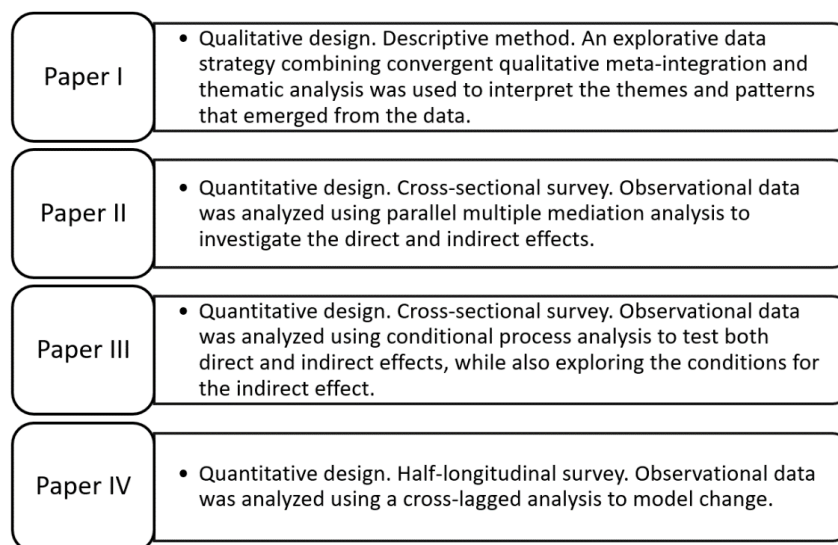 Paper I
• Qualitative design. Descriptive method. An explorative data
strategy combining convergent qualitative meta-integration and
thematic analysis was used to interpret the themes and patterns
that emerged from the data.
Paper II
• Quantitative design. Cross-sectional survey. Observational data
was analyzed using parallel multiple mediation analysis to
investigate the direct and indirect effects.
Paper III
• Quantitative design. Cross-sectional survey. Observational data
was analyzed using conditional process analysis to test both
direct and indirect effects, while also exploring the conditions for
the indirect effect.
Paper IV
• Quantitative design. Half-longitudinal survey. Observational data
was analyzed using a cross-lagged analysis to model change.